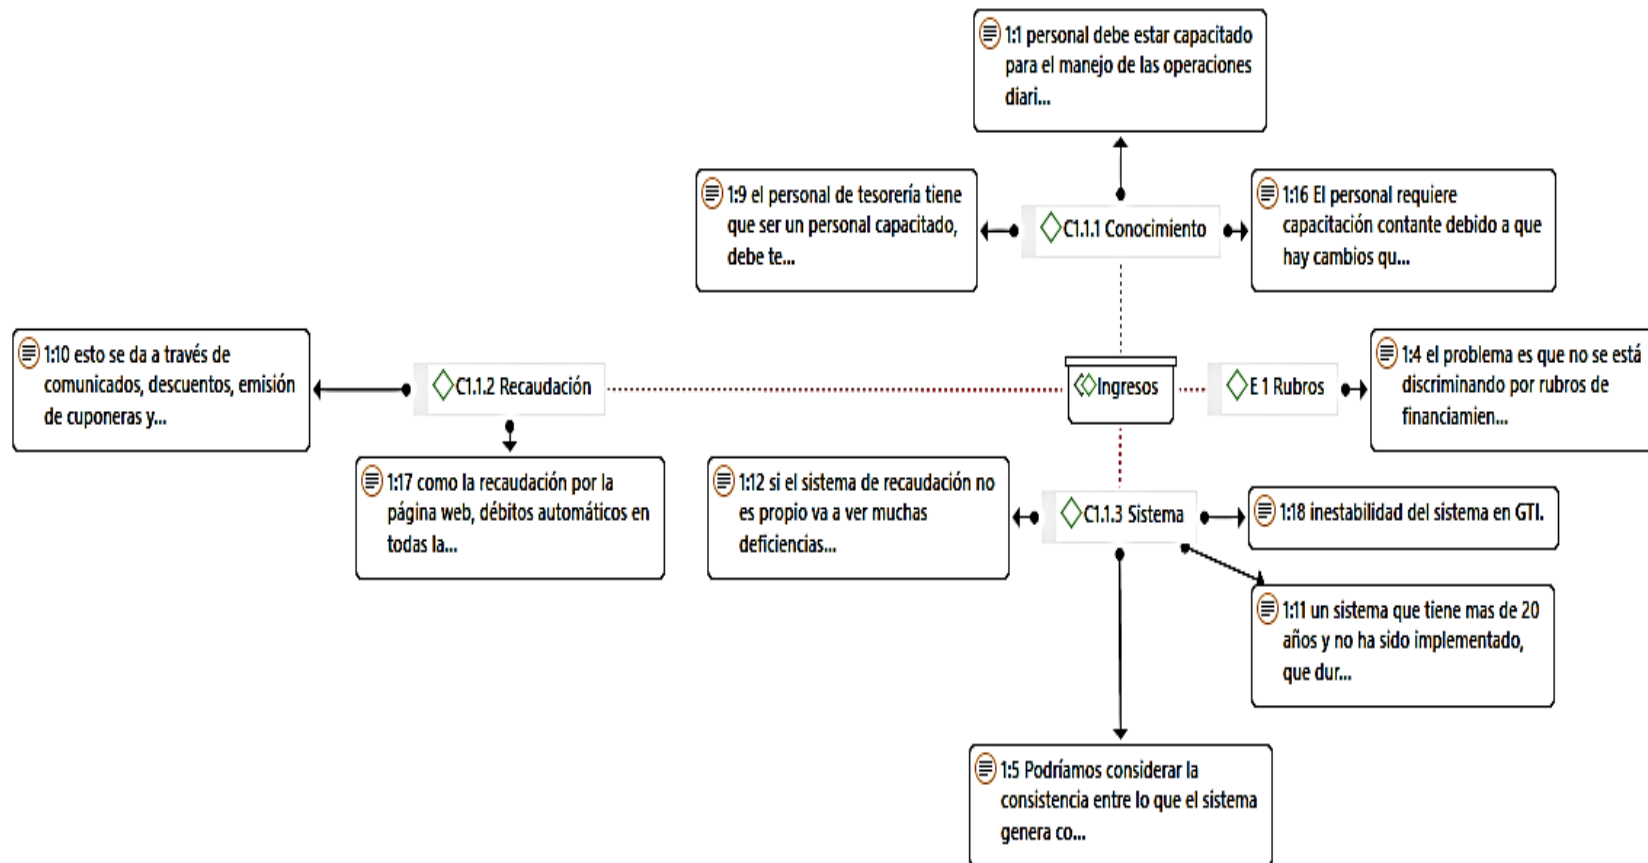 1:1 personal debe estar capacitado
para el manejo de las operaciones
diari...
1:9 el personal de tesorería tiene
que ser un personal capacitado,
debe te...
C1.1.1 Conocimiento
1:16 El personal requiere
capacitación contante debido a que
hay cambios qu...
1:10 esto se da a través de
comunicados, descuentos, emisión
de cuponeras y...
C1.1.2 Recaudación
Ingresos
E 1 Rubros
1:4 el problema es que no se está
discriminando por rubros de
financiamien...
1:17 como la recaudación por la
página web, débitos automáticos en
todas la...
1:12 si el sistema de recaudación no
es propio va a ver muchas
deficiencias...
C1.1.3 Sistema
1:18 inestabilidad del sistema en GTI.
1:11 un sistema que tiene mas de 20
años y no ha sido implementado,
que dur...
1:5 Podríamos considerar la
consistencia entre lo que el sistema
genera co...